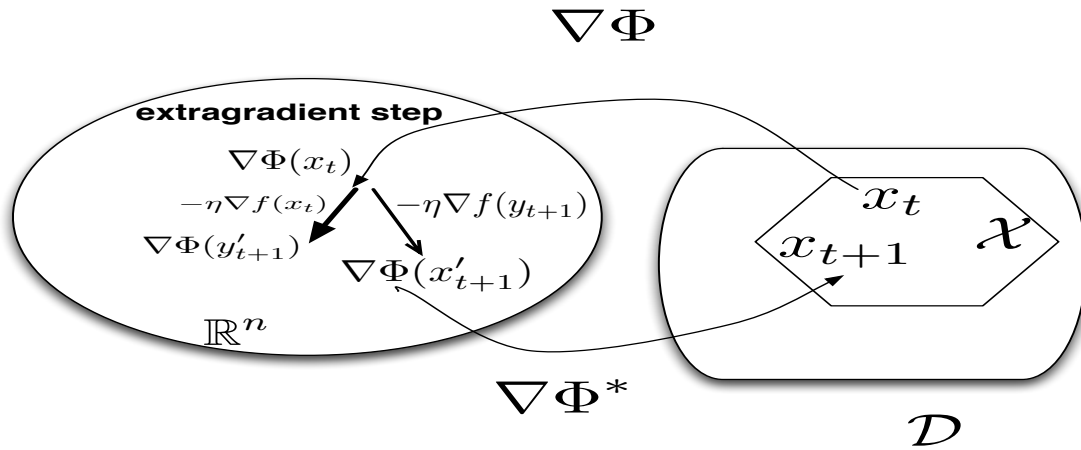 ∇Φ
extragradient step
∇Φ(x_t)
−η∇f(x_t)
−η∇f(y_{t+1})
∇Φ(y′_{t+1})
∇Φ(x′_{t+1})
ℝ^n
x_t
𝒳
x_{t+1}
∇Φ*
𝒟